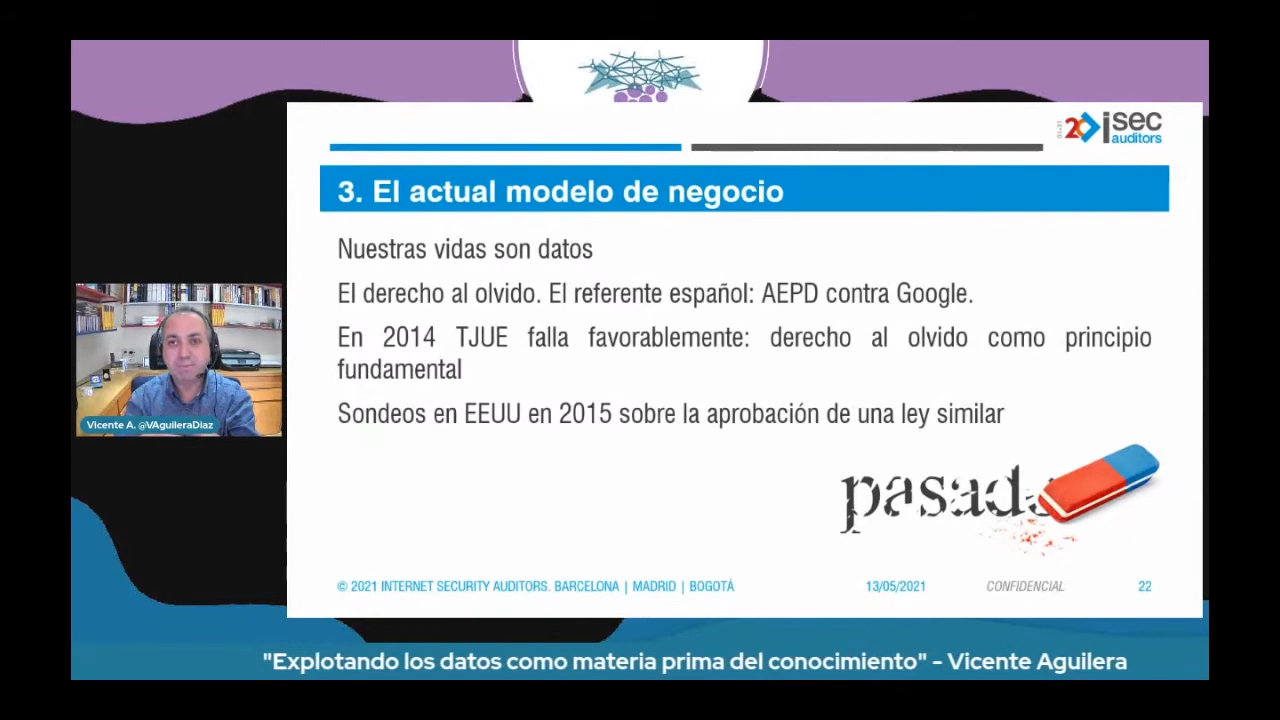 20 isec
auditors
3. El actual modelo de negocio
Nuestras vidas son datos
El derecho al olvido. El referente español: AEPD contra Google.
En 2014 TJUE falla favorablemente: derecho al olvido como principio
fundamental
Sondeos en EEUU en 2015 sobre la aprobación de una ley similar
pasado
Vicente A. @VAguileraDiaz
© 2021 INTERNET SECURITY AUDITORS. BARCELONA | MADRID | BOGOTÁ
13/05/2021
CONFIDENCIAL
22
"Explotando los datos como materia prima del conocimiento" - Vicente Aguilera